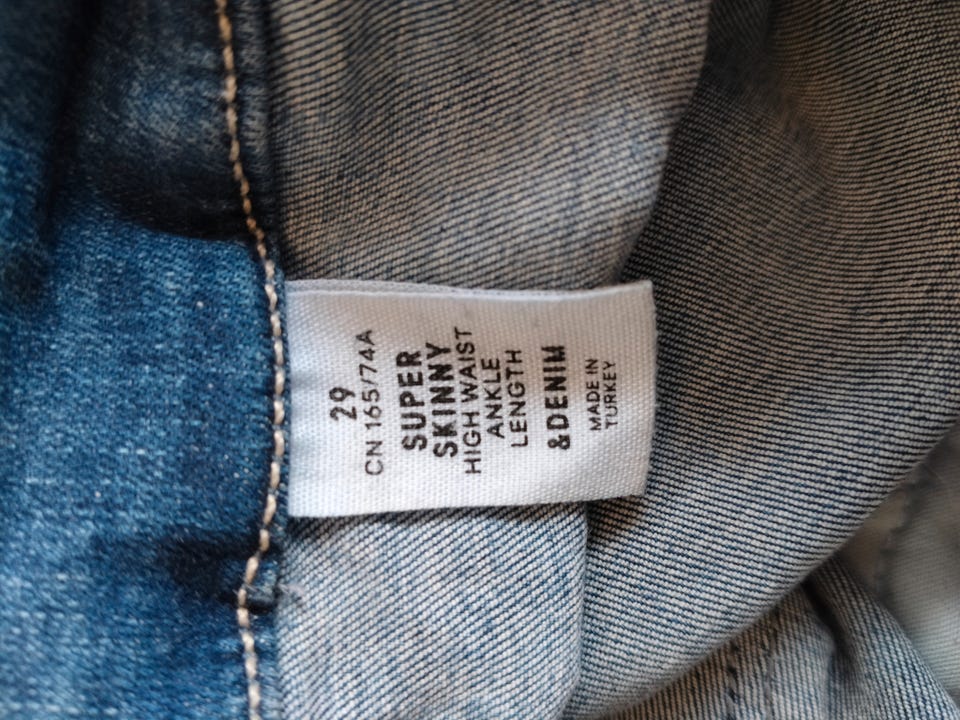 29
CN 165/74A
SUPER
SKINNY
HIGH WAIST
ANKLE
LENGTH
&DENIM
MADE IN
TURKEY